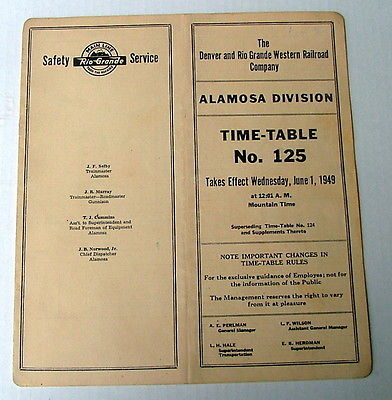 Safety
MAIN LINE
Rio Grande
Service
J. F. Selby
Trainmaster
Alamosa
J. R. Murray
Trainmaster—Roadmaster
Gunnison
T. J. Cummins
Ass't. to Superintendent and
Road Foreman of Equipment
Alamosa
J. B. Norwood, Jr.
Chief Dispatcher
Alamosa
The
Denver and Rio Grande Western Railroad
Company
ALAMOSA DIVISION
TIME-TABLE
No. 125
Takes Effect Wednesday, June 1, 1949
at 12:01 A. M.
Mountain Time
Superseding Time-Table No. 124
and Supplements Thereto
NOTE IMPORTANT CHANGES IN
TIME-TABLE RULES
For the exclusive guidance of Employes; not for
the information of the Public
The Management reserves the right to vary
from it at pleasure
A. E. PERLMAN
General Manager
L. F. WILSON
Assistant General Manager
L. H. HALE
Superintendent
Transportation
E. B. HERDMAN
Superintendent